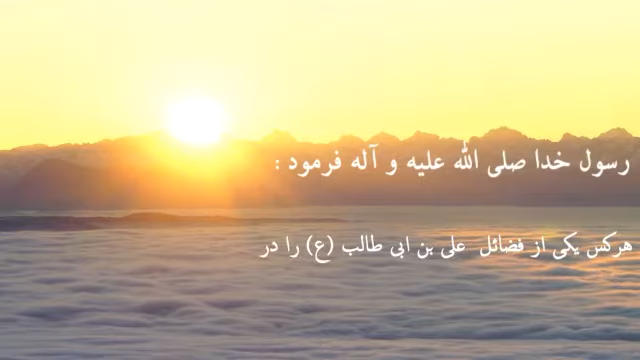 رسول خدا صلی الله علیه و آله فرمود :
هرکس یکی از فضائل علی بن ابی طالب (ع) را در